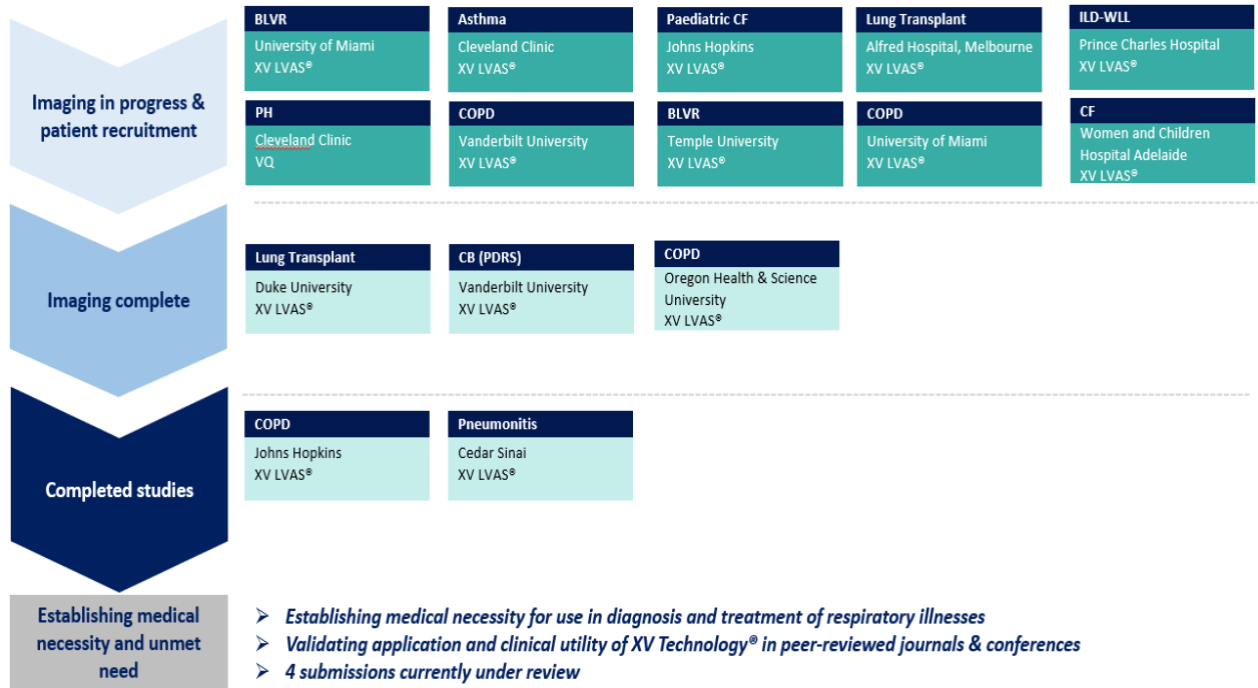 Imaging in progress &
patient recruitment
BLVR
University of Miami
XV LVAS®
Asthma
Cleveland Clinic
XV LVAS®
Paediatric CF
Johns Hopkins
XV LVAS®
Lung Transplant
Alfred Hospital, Melbourne
XV LVAS®
ILD-WLL
Prince Charles Hospital
XV LVAS®
PH
Cleveland Clinic
VQ
COPD
Vanderbilt University
XV LVAS®
BLVR
Temple University
XV LVAS®
COPD
University of Miami
XV LVAS®
CF
Women and Children
Hospital Adelaide
XV LVAS®
Imaging complete
Lung Transplant
Duke University
XV LVAS®
CB (PDRS)
Vanderbilt University
XV LVAS®
COPD
Oregon Health & Science
University
XV LVAS®
Completed studies
COPD
Johns Hopkins
XV LVAS®
Pneumonitis
Cedar Sinai
XV LVAS®
Establishing medical
necessity and unmet
need
➢ Establishing medical necessity for use in diagnosis and treatment of respiratory illnesses
➢ Validating application and clinical utility of XV Technology® in peer-reviewed journals & conferences
➢ 4 submissions currently under review